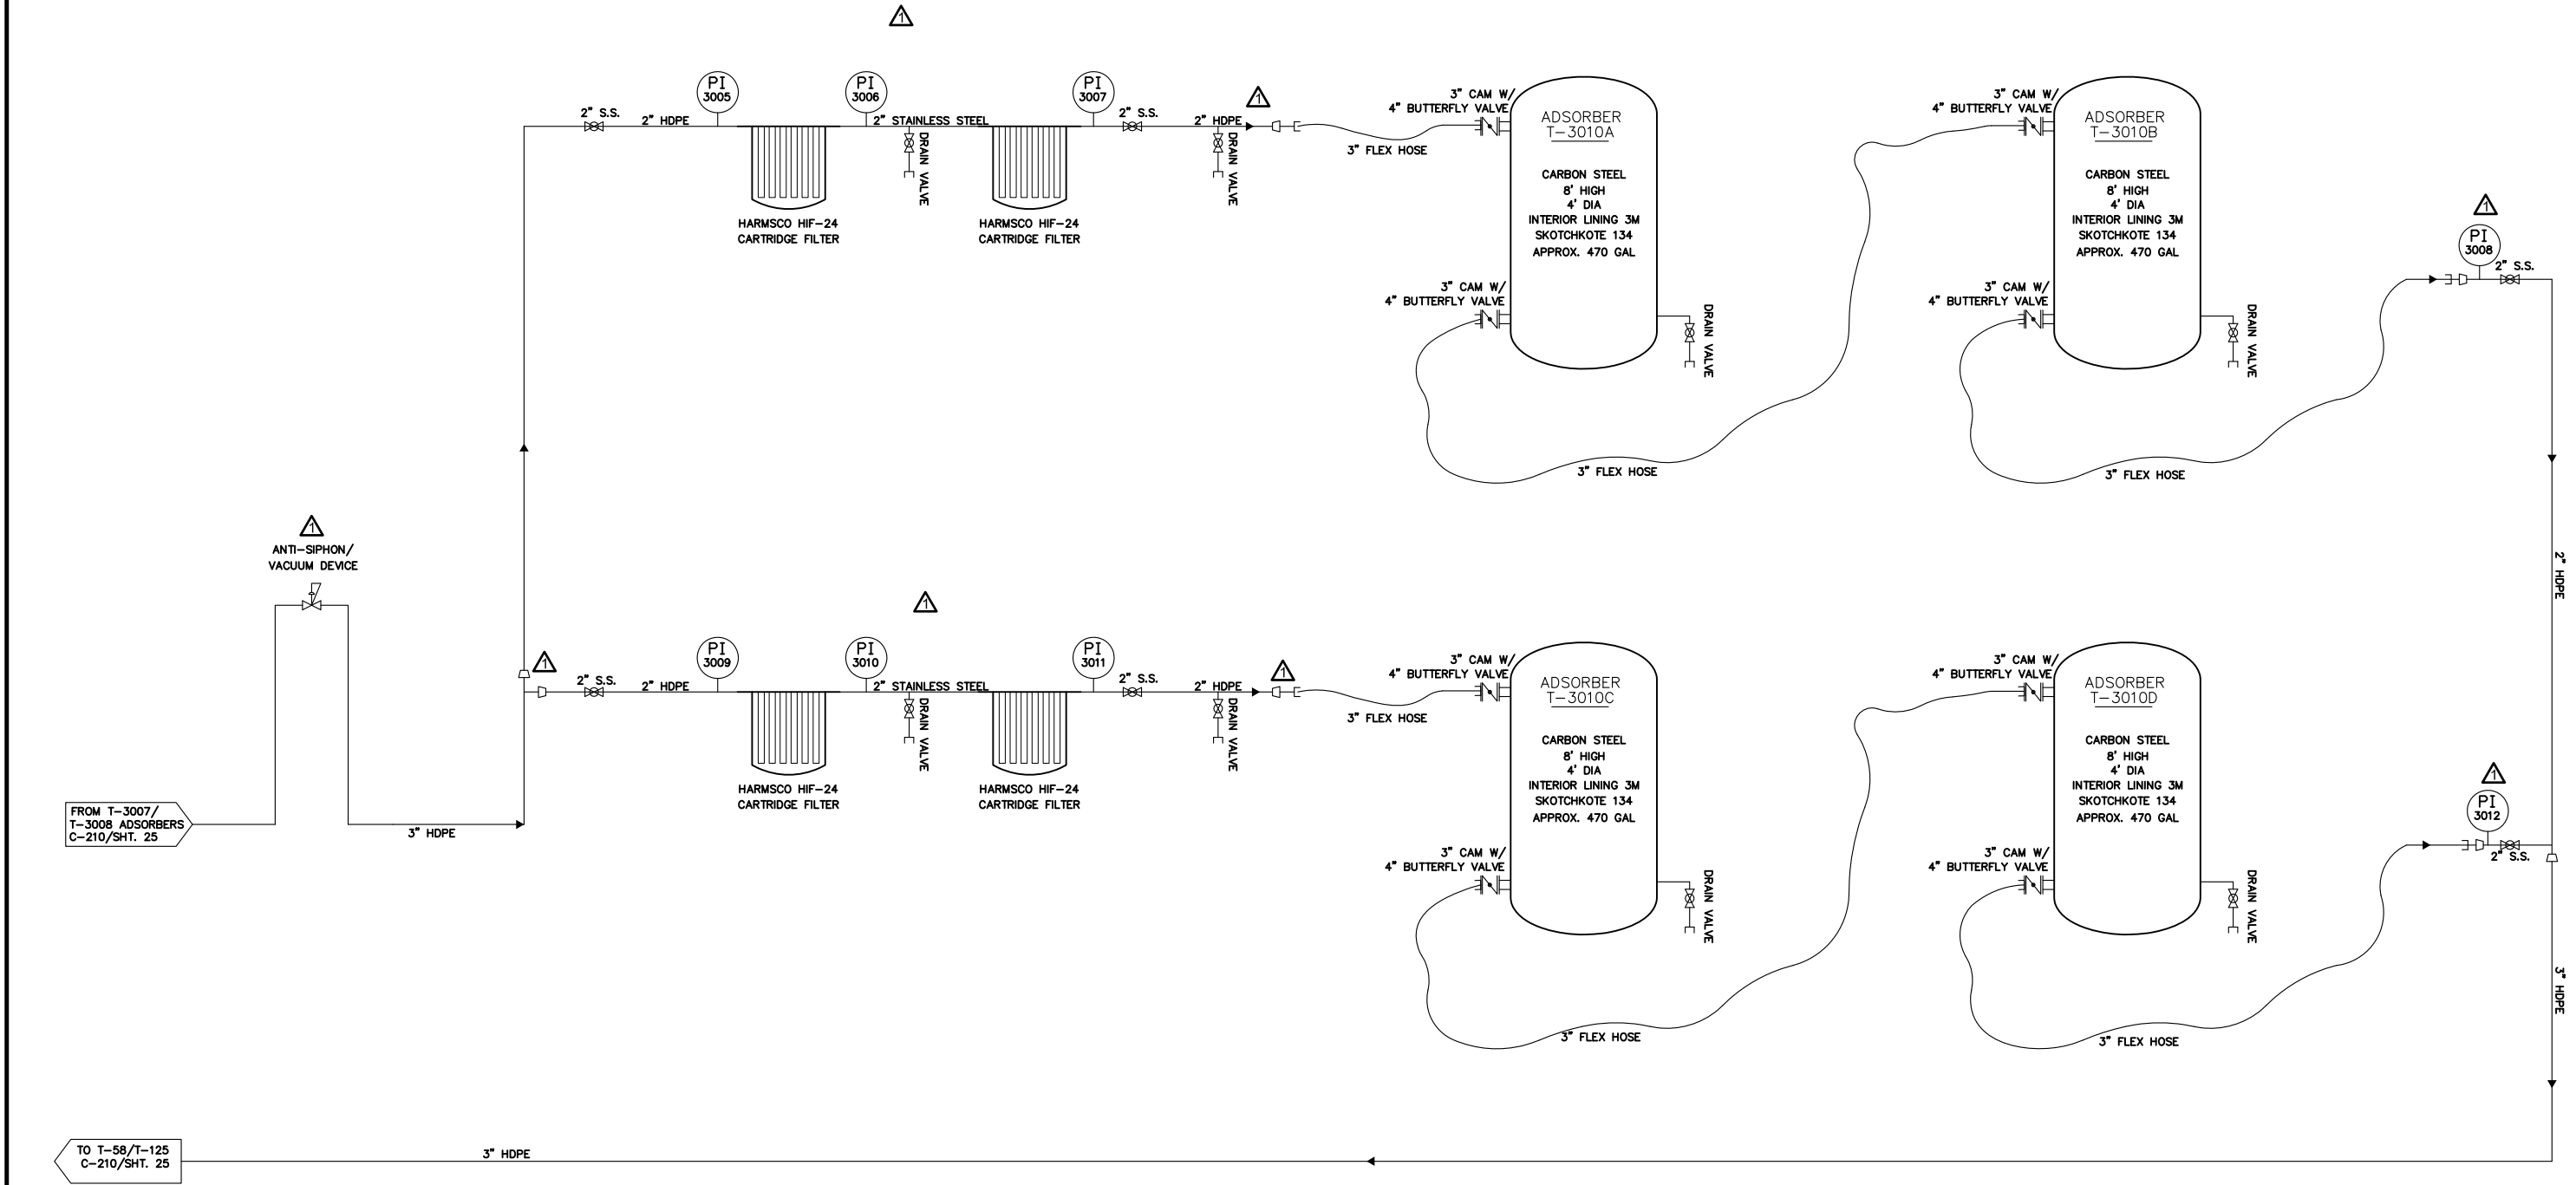 1
PI
3005
PI
3006
PI
3007
1
2" S.S.
2" HDPE
2" STAINLESS STEEL
2" S.S.
2" HDPE
DRAIN VALVE
DRAIN VALVE
HARMSCO HIF-24
CARTRIDGE FILTER
HARMSCO HIF-24
CARTRIDGE FILTER
3" FLEX HOSE
3" CAM W/
4" BUTTERFLY VALVE
ADSORBER
T-3010A
CARBON STEEL
8' HIGH
4' DIA
INTERIOR LINING 3M
SKOTCHKOTE 134
APPROX. 470 GAL
3" CAM W/
4" BUTTERFLY VALVE
DRAIN VALVE
3" FLEX HOSE
3" CAM W/
4" BUTTERFLY VALVE
ADSORBER
T-3010B
CARBON STEEL
8' HIGH
4' DIA
INTERIOR LINING 3M
SKOTCHKOTE 134
APPROX. 470 GAL
3" CAM W/
4" BUTTERFLY VALVE
DRAIN VALVE
3" FLEX HOSE
1
PI
3008
2" S.S.
2" HDPE
1
ANTI-SIPHON/
VACUUM DEVICE
FROM T-3007/
T-3008 ADSORBERS
C-210/SHT. 25
3" HDPE
1
1
PI
3009
PI
3010
PI
3011
1
2" S.S.
2" HDPE
2" STAINLESS STEEL
2" S.S.
2" HDPE
DRAIN VALVE
DRAIN VALVE
HARMSCO HIF-24
CARTRIDGE FILTER
HARMSCO HIF-24
CARTRIDGE FILTER
3" FLEX HOSE
3" CAM W/
4" BUTTERFLY VALVE
ADSORBER
T-3010C
CARBON STEEL
8' HIGH
4' DIA
INTERIOR LINING 3M
SKOTCHKOTE 134
APPROX. 470 GAL
3" CAM W/
4" BUTTERFLY VALVE
DRAIN VALVE
3" FLEX HOSE
3" CAM W/
4" BUTTERFLY VALVE
ADSORBER
T-3010D
CARBON STEEL
8' HIGH
4' DIA
INTERIOR LINING 3M
SKOTCHKOTE 134
APPROX. 470 GAL
3" CAM W/
4" BUTTERFLY VALVE
DRAIN VALVE
3" FLEX HOSE
1
PI
3012
2" S.S.
3" HDPE
TO T-58/T-125
C-210/SHT. 25
3" HDPE